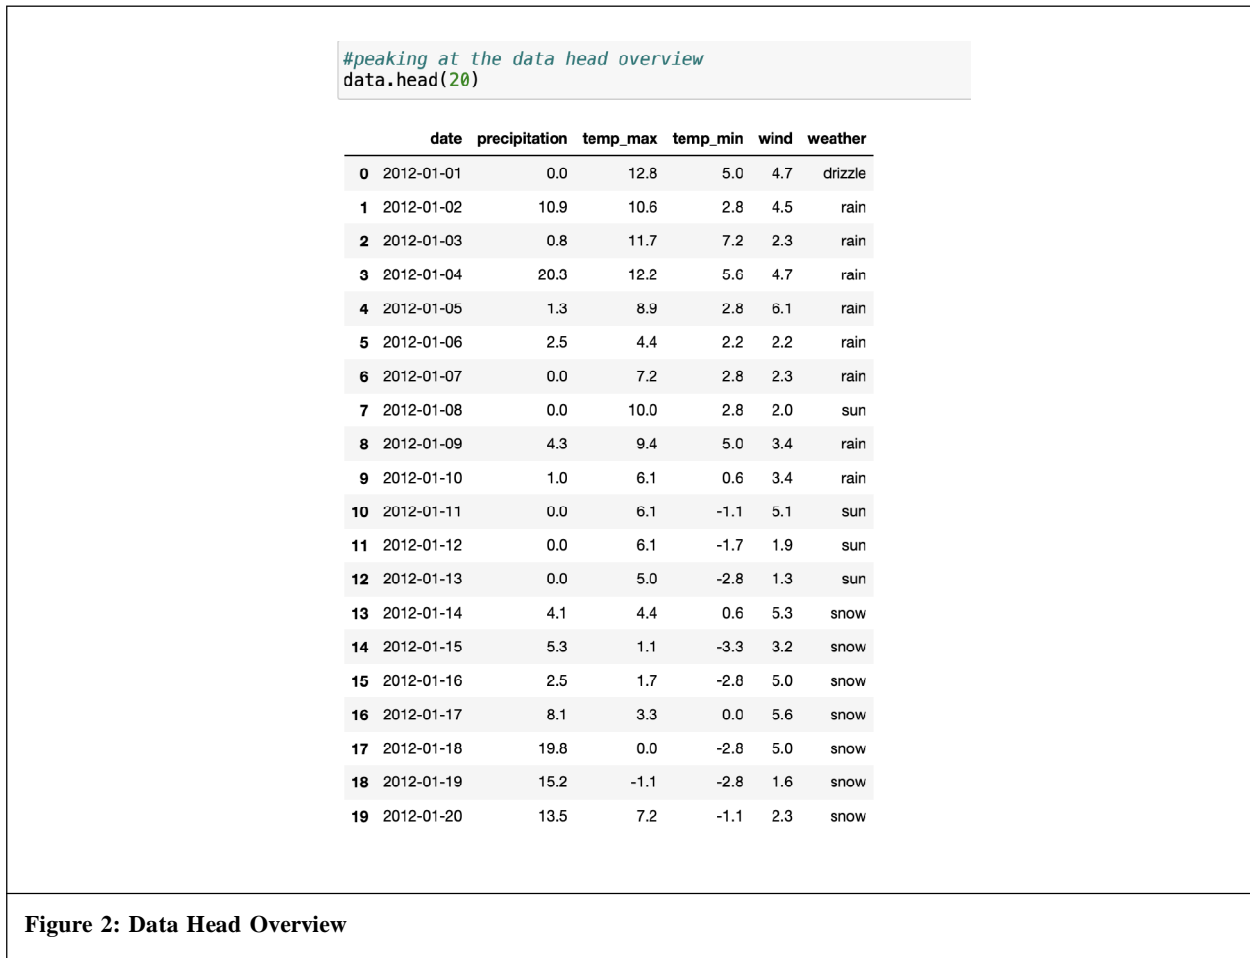 #peaking at the data head overview
data.head(20)
date precipitation temp_max temp_min wind weather
0 2012-01-01 0.0 12.8 5.0 4.7 drizzle
1 2012-01-02 10.9 10.6 2.8 4.5 rain
2 2012-01-03 0.8 11.7 7.2 2.3 rain
3 2012-01-04 20.3 12.2 5.6 4.7 rain
4 2012-01-05 1.3 8.9 2.8 6.1 rain
5 2012-01-06 2.5 4.4 2.2 2.2 rain
6 2012-01-07 0.0 7.2 2.8 2.3 rain
7 2012-01-08 0.0 10.0 2.8 2.0 sun
8 2012-01-09 4.3 9.4 5.0 3.4 rain
9 2012-01-10 1.0 6.1 0.6 3.4 rain
10 2012-01-11 0.0 6.1 -1.1 5.1 sun
11 2012-01-12 0.0 6.1 -1.7 1.9 sun
12 2012-01-13 0.0 5.0 -2.8 1.3 sun
13 2012-01-14 4.1 4.4 0.6 5.3 snow
14 2012-01-15 5.3 1.1 -3.3 3.2 snow
15 2012-01-16 2.5 1.7 -2.8 5.0 snow
16 2012-01-17 8.1 3.3 0.0 5.6 snow
17 2012-01-18 19.8 0.0 -2.8 5.0 snow
18 2012-01-19 15.2 -1.1 -2.8 1.6 snow
19 2012-01-20 13.5 7.2 -1.1 2.3 snow
Figure 2: Data Head Overview